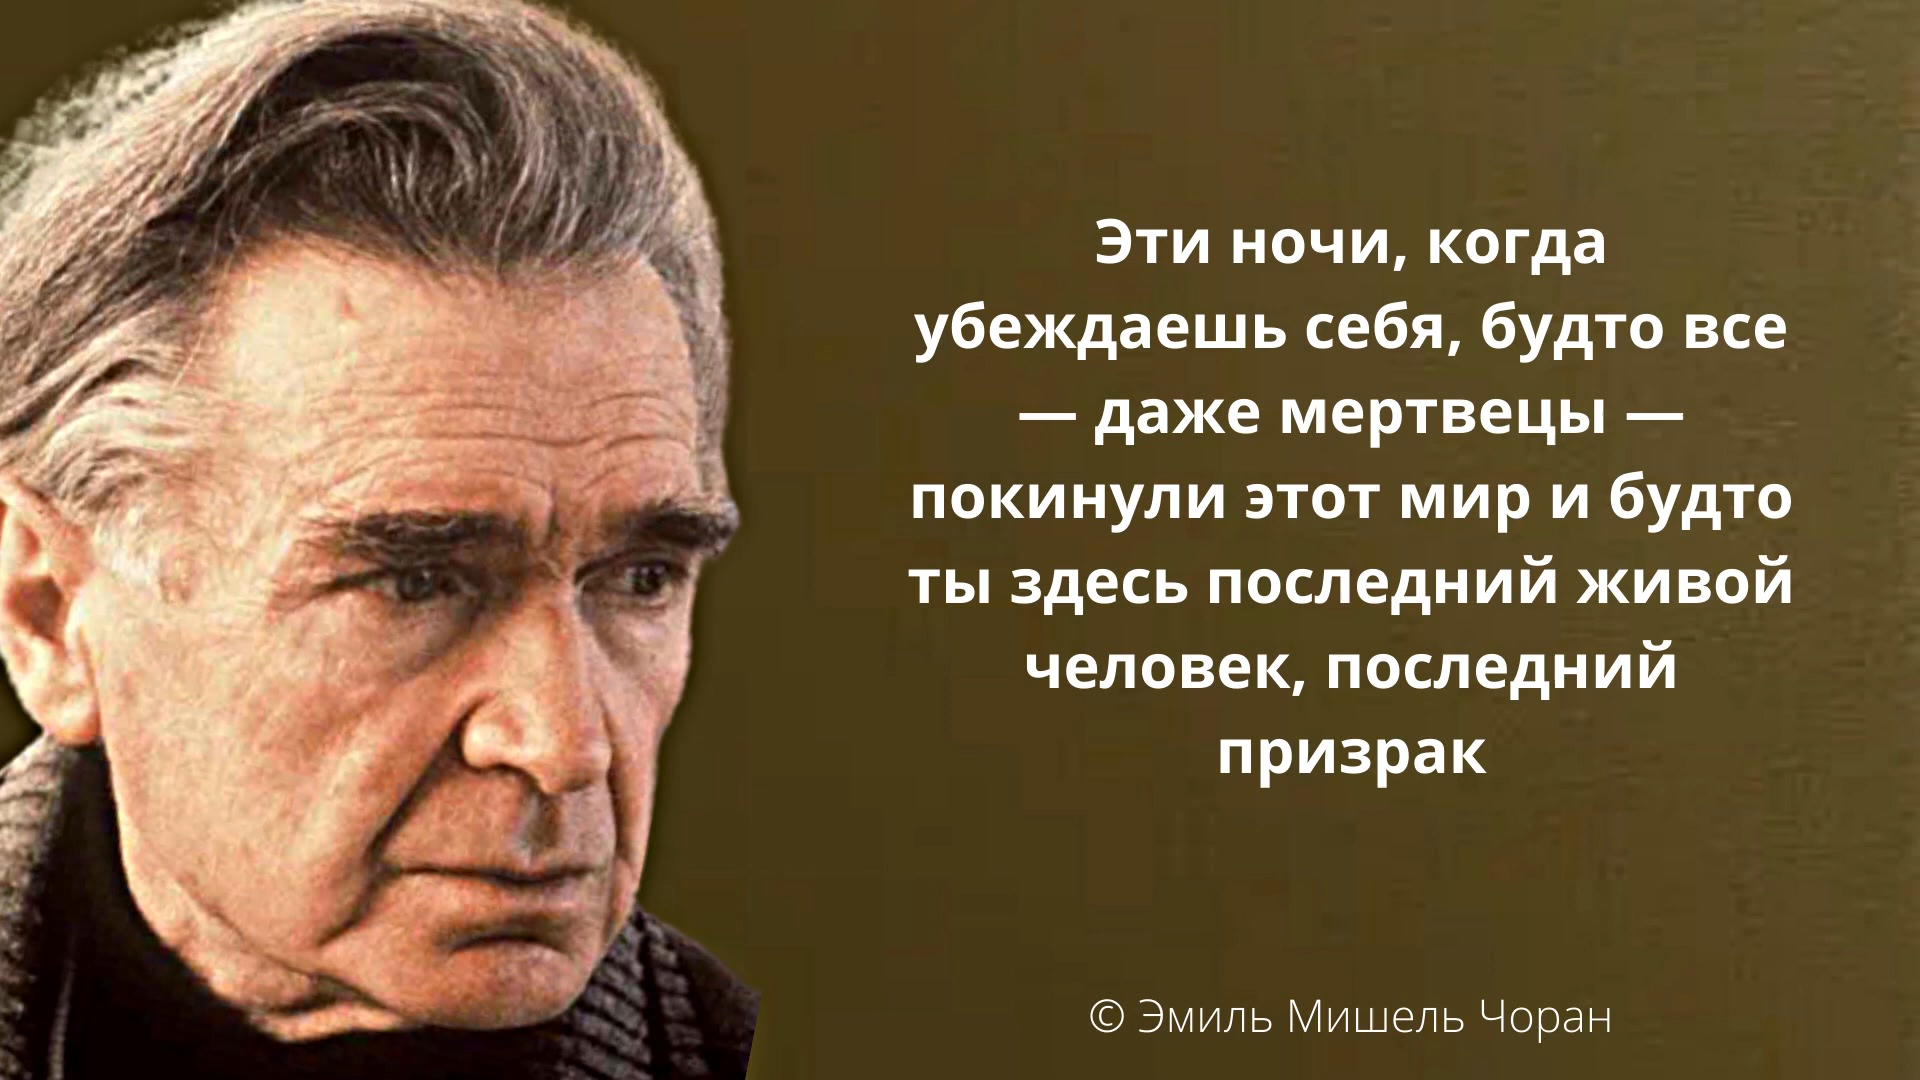 Эти ночи, когда
убеждаешь себя, будто все
— даже мертвецы —
покинули этот мир и будто
ты здесь последний живой
человек, последний
призрак
© Эмиль Мишель Чоран